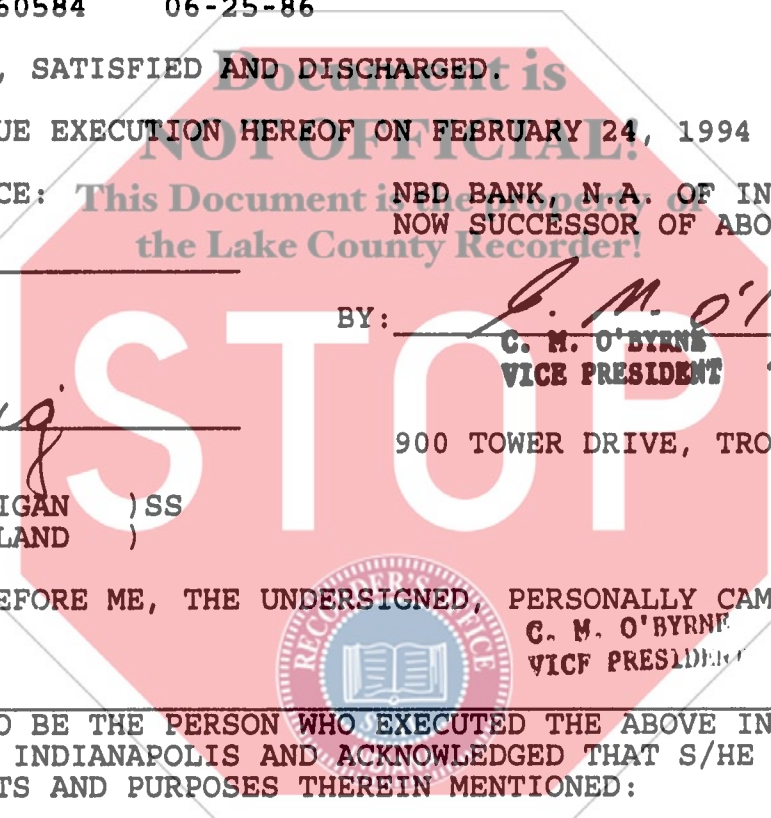 60584 06-25-86
, SATISFIED AND DISCHARGED.
Document is
UE EXECUTION HEREOF ON FEBRUARY 24, 1994
NOT OFFICIAL!
CE: NBD BANK, N.A. OF IN
This Document is the property of
NOW SUCCESSOR OF ABO
the Lake County Recorder!
BY: C. M. O'
C. M. O'BYRNE
VICE PRESIDENT
STOP
900 TOWER DRIVE, TRO
IGAN )SS
LAND )
EFORE ME, THE UNDERSIGNED, PERSONALLY CAM
C. M. O'BYRNE
VICE PRESIDENT
RECORDER'S OFFICE
O BE THE PERSON WHO EXECUTED THE ABOVE IN
INDIANAPOLIS AND ACKNOWLEDGED THAT S/HE
TS AND PURPOSES THEREIN MENTIONED: